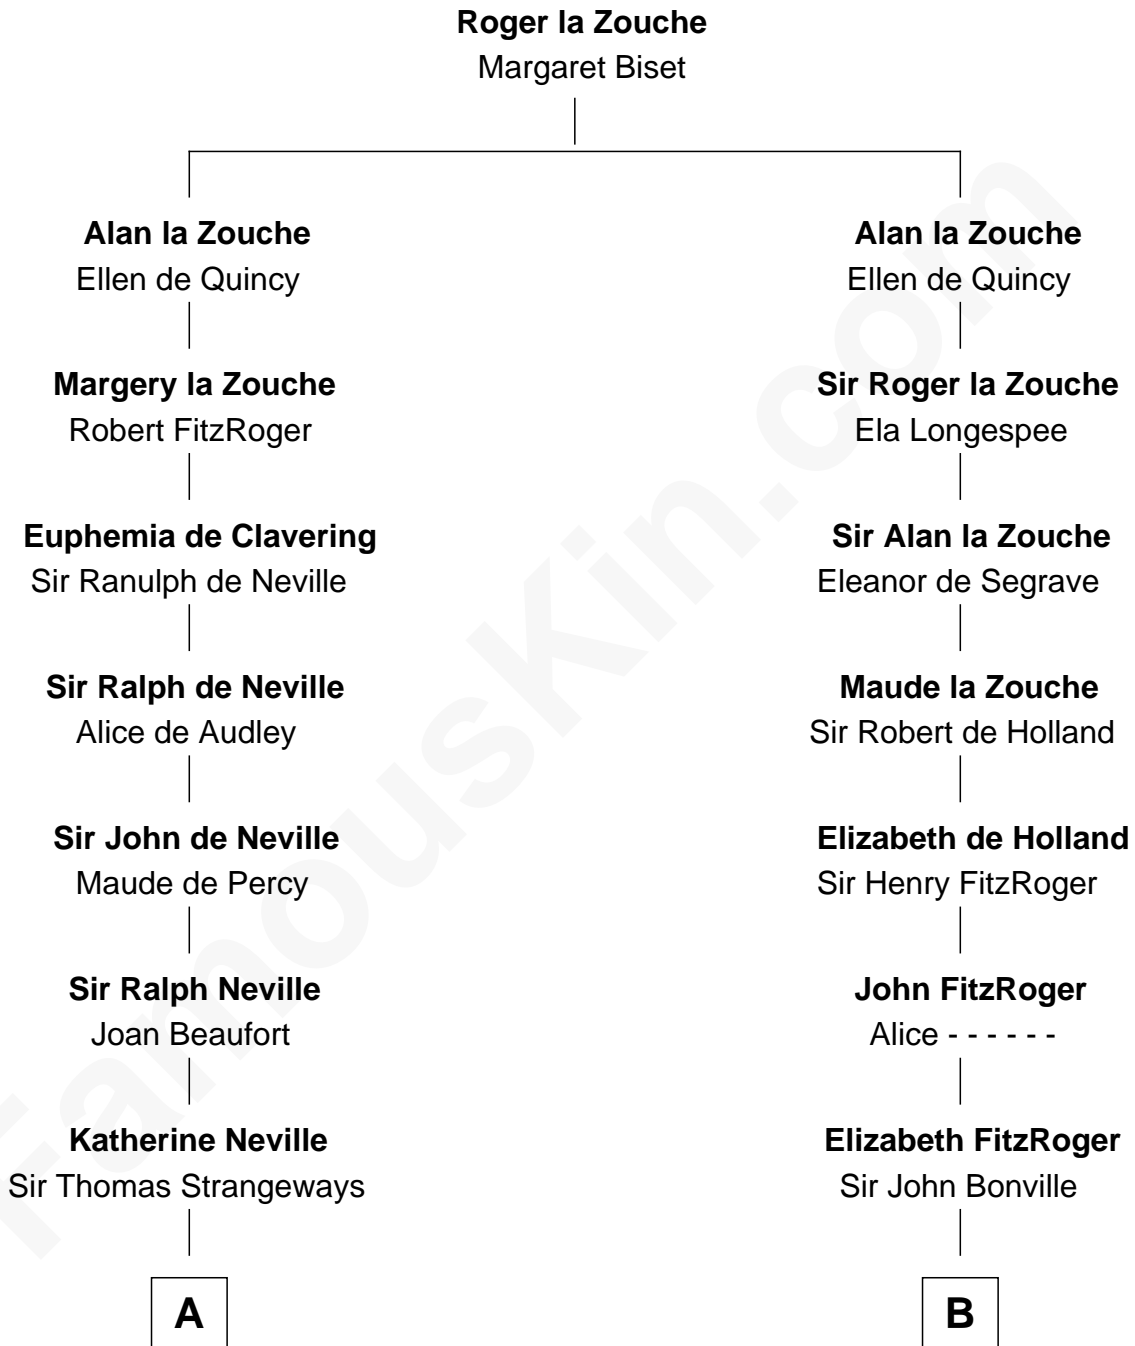 Roger la Zouche
Margaret Biset
Alan la Zouche
Ellen de Quincy
Margery la Zouche
Robert FitzRoger
Euphemia de Clavering
Sir Ranulph de Neville
Sir Ralph de Neville
Alice de Audley
Sir John de Neville
Maude de Percy
Sir Ralph Neville
Joan Beaufort
Katherine Neville
Sir Thomas Strangeways
A
Alan la Zouche
Ellen de Quincy
Sir Roger la Zouche
Ela Longespee
Sir Alan la Zouche
Eleanor de Segrave
Maude la Zouche
Sir Robert de Holland
Elizabeth de Holland
Sir Henry FitzRoger
John FitzRoger
Alice - - - - - -
Elizabeth FitzRoger
Sir John Bonville
B
FamousKin.com